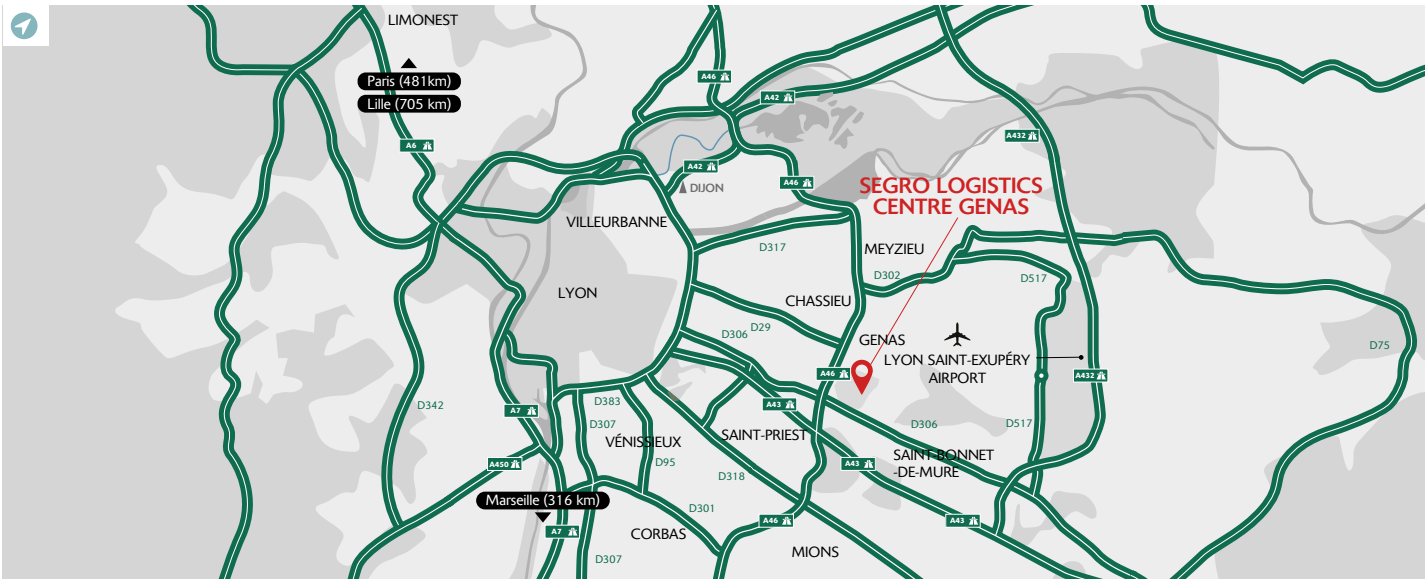 LIMONEST
Paris (481km)
Lille (705 km)
A46
A42
A6
A432
A42
DIJON
A46
SEGRO LOGISTICS
CENTRE GENAS
VILLEURBANNE
D317
MEYZIEU
D302
D517
LYON
CHASSIEU
D29
D306
GENAS
D75
LYON SAINT-EXUPÉRY
AIRPORT
A46
A432
D342
A7
D383
D307
A43
VÉNISSIEUX
SAINT-PRIEST
D306
D517
SAINT-BONNET
-DE-MURE
A450
D95
D318
A43
Marseille (316 km)
D301
A7
CORBAS
A46
A43
MIONS
D307